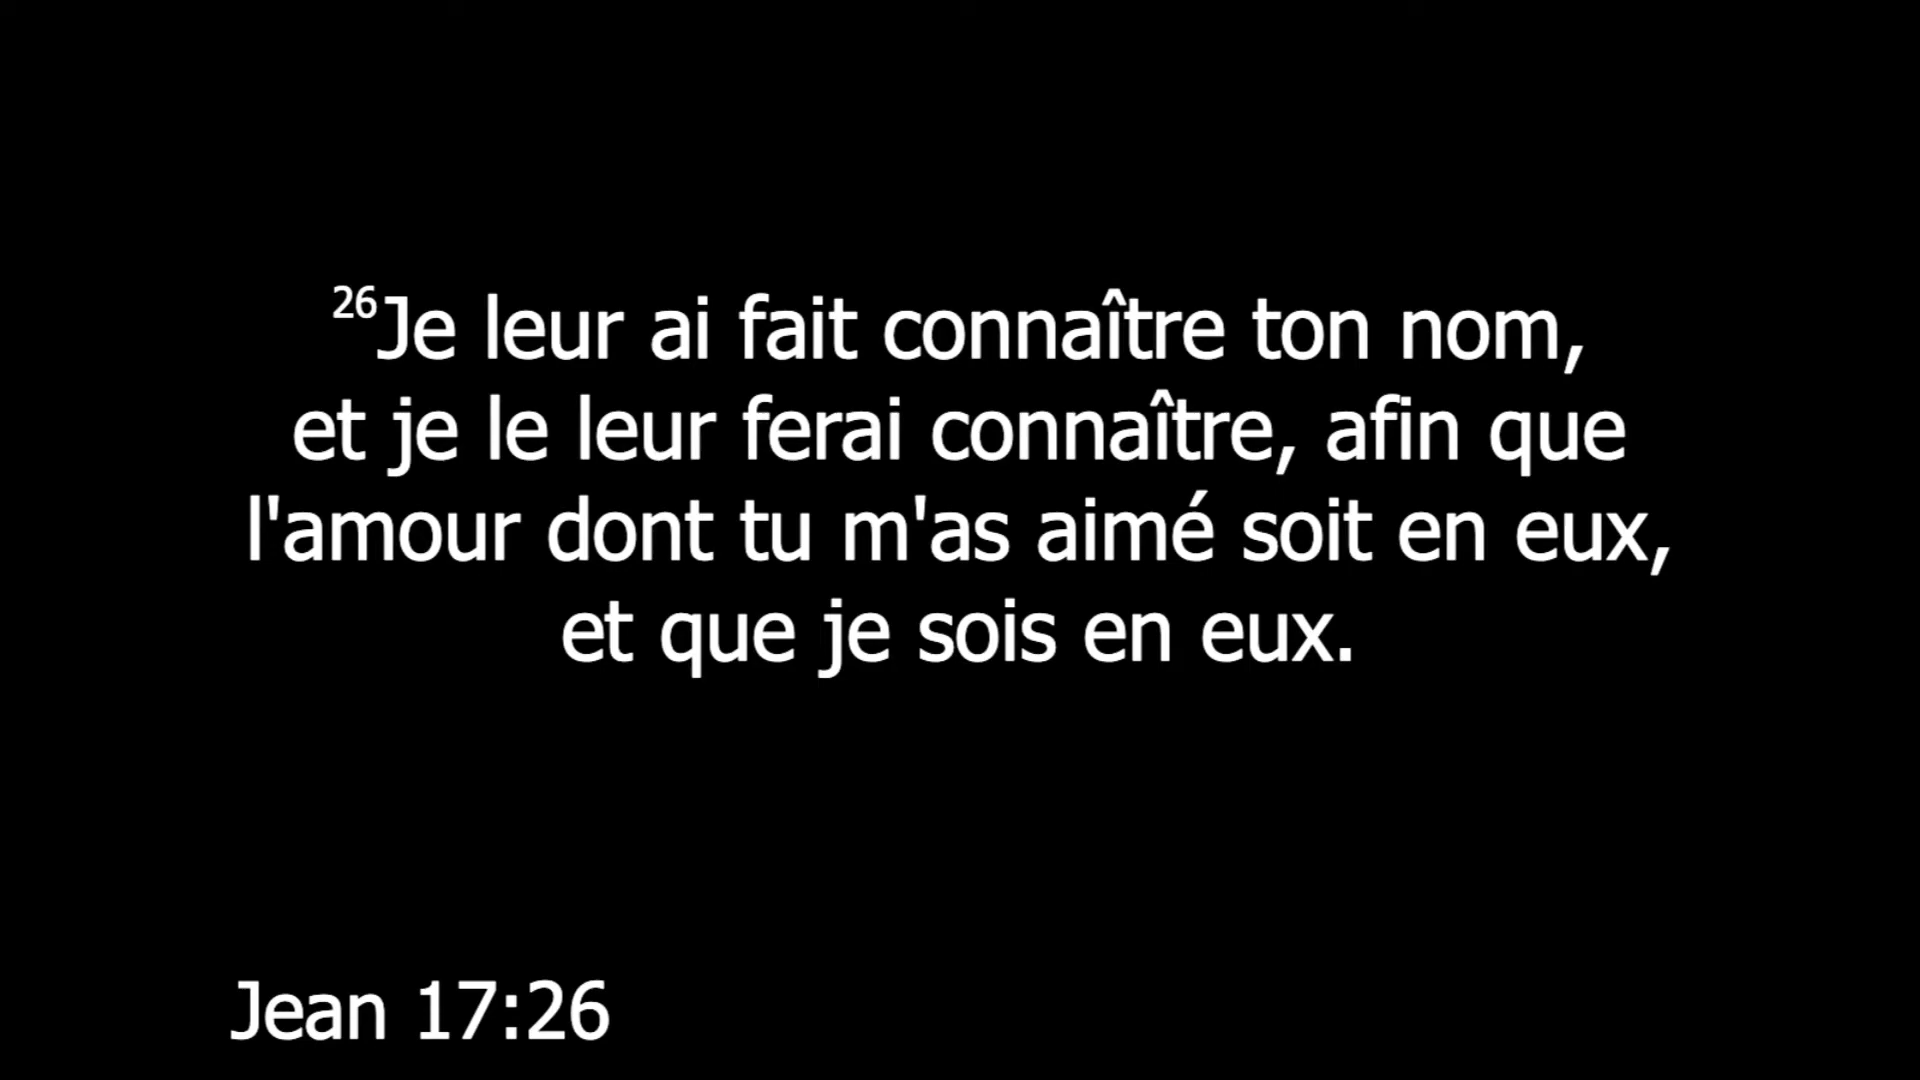 26Je leur ai fait connaître ton nom,
et je le leur ferai connaître, afin que
l'amour dont tu m'as aimé soit en eux,
et que je sois en eux.
Jean 17:26